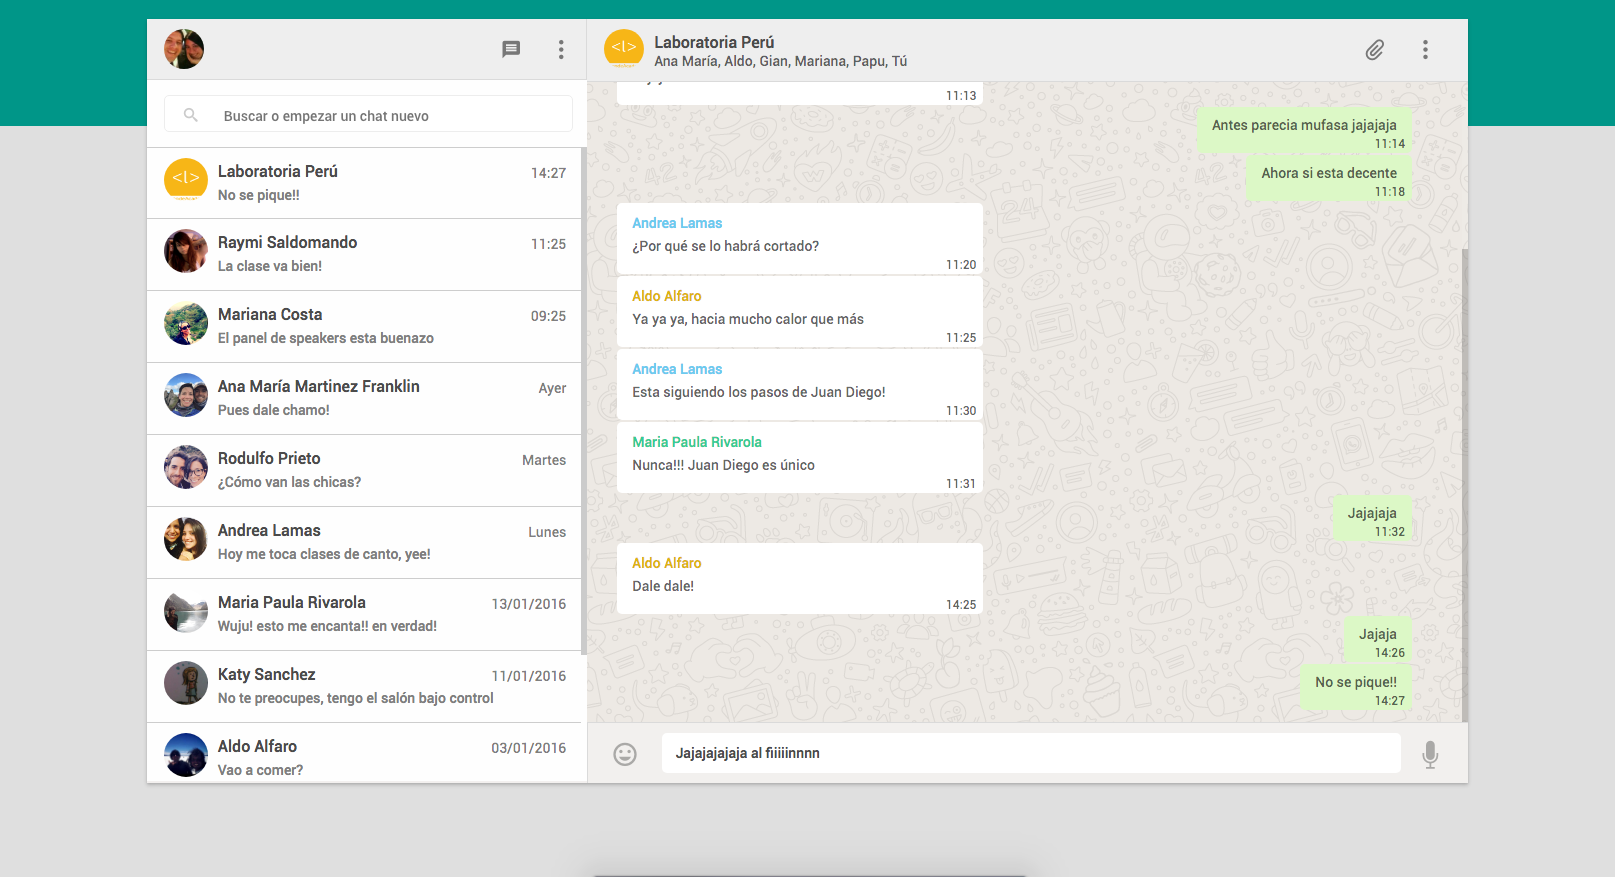 Buscar o empezar un chat nuevo
<l>
Laboratoria Perú
14:27
No se pique!!
Raymi Saldomando
11:25
La clase va bien!
Mariana Costa
09:25
El panel de speakers esta buenazo
Ana María Martinez Franklin
Ayer
Pues dale chamo!
Rodulfo Prieto
Martes
¿Cómo van las chicas?
Andrea Lamas
Lunes
Hoy me toca clases de canto, yee!
Maria Paula Rivarola
13/01/2016
Wuju! esto me encanta!! en verdad!
Katy Sanchez
11/01/2016
No te preocupes, tengo el salón bajo control
Aldo Alfaro
03/01/2016
Vao a comer?
<l>
Laboratoria Perú
Ana María, Aldo, Gian, Mariana, Papu, Tú
11:13
Antes parecia mufasa jajajaja
11:14
Ahora si esta decente
11:18
Andrea Lamas
¿Por qué se lo habrá cortado?
11:20
Aldo Alfaro
Ya ya ya, hacia mucho calor que más
11:25
Andrea Lamas
Esta siguiendo los pasos de Juan Diego!
11:30
Maria Paula Rivarola
Nunca!!! Juan Diego es único
11:31
Jajajaja
11:32
Aldo Alfaro
Dale dale!
14:25
Jajaja
14:26
No se pique!!
14:27
Jajajajajaja al fiiiiinnnn